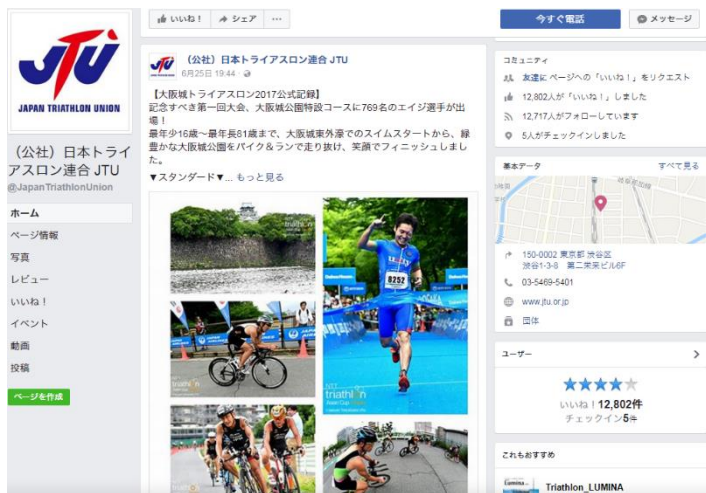 JTU
JAPAN TRIATHLON UNION
(公社) 日本トライ
アスロン連合 JTU
@JapanTriathlonUnion
ホーム
ページ情報
写真
レビュー
いいね!
イベント
動画
投稿
ページを作成
いいね!
シェア
…
今すぐ電話
メッセージ
(公社) 日本トライアスロン連合 JTU
6月25日 19:44
【大阪城トライアスロン2017公式記録】
記念すべき第一回大会、大阪城公園特設コースに769名のエイジ選手が出
場!
最年少16歳～最年長81歳まで、大阪城東外濠でのスイムスタートから、緑
豊かな大阪城公園をバイク&ランで走り抜け、笑顔でフィニッシュしまし
た。
▼スタンダード▼... もっと見る
triathlon
8252
triathlon
triathlon
コミュニティ
友達に ページへの「いいね!」をリクエスト
12,802人が「いいね!」しました
12,717人がフォローしています
5人がチェックインしました
基本データ
すべて見る
150-0002 東京都 渋谷区
渋谷1-3-8 第二栄来ビル6F
03-5469-5401
www.jtu.or.jp
団体
ユーザー
いいね!12,802件
チェックイン5件
これもおすすめ
Lumina
Triathlon_LUMINA